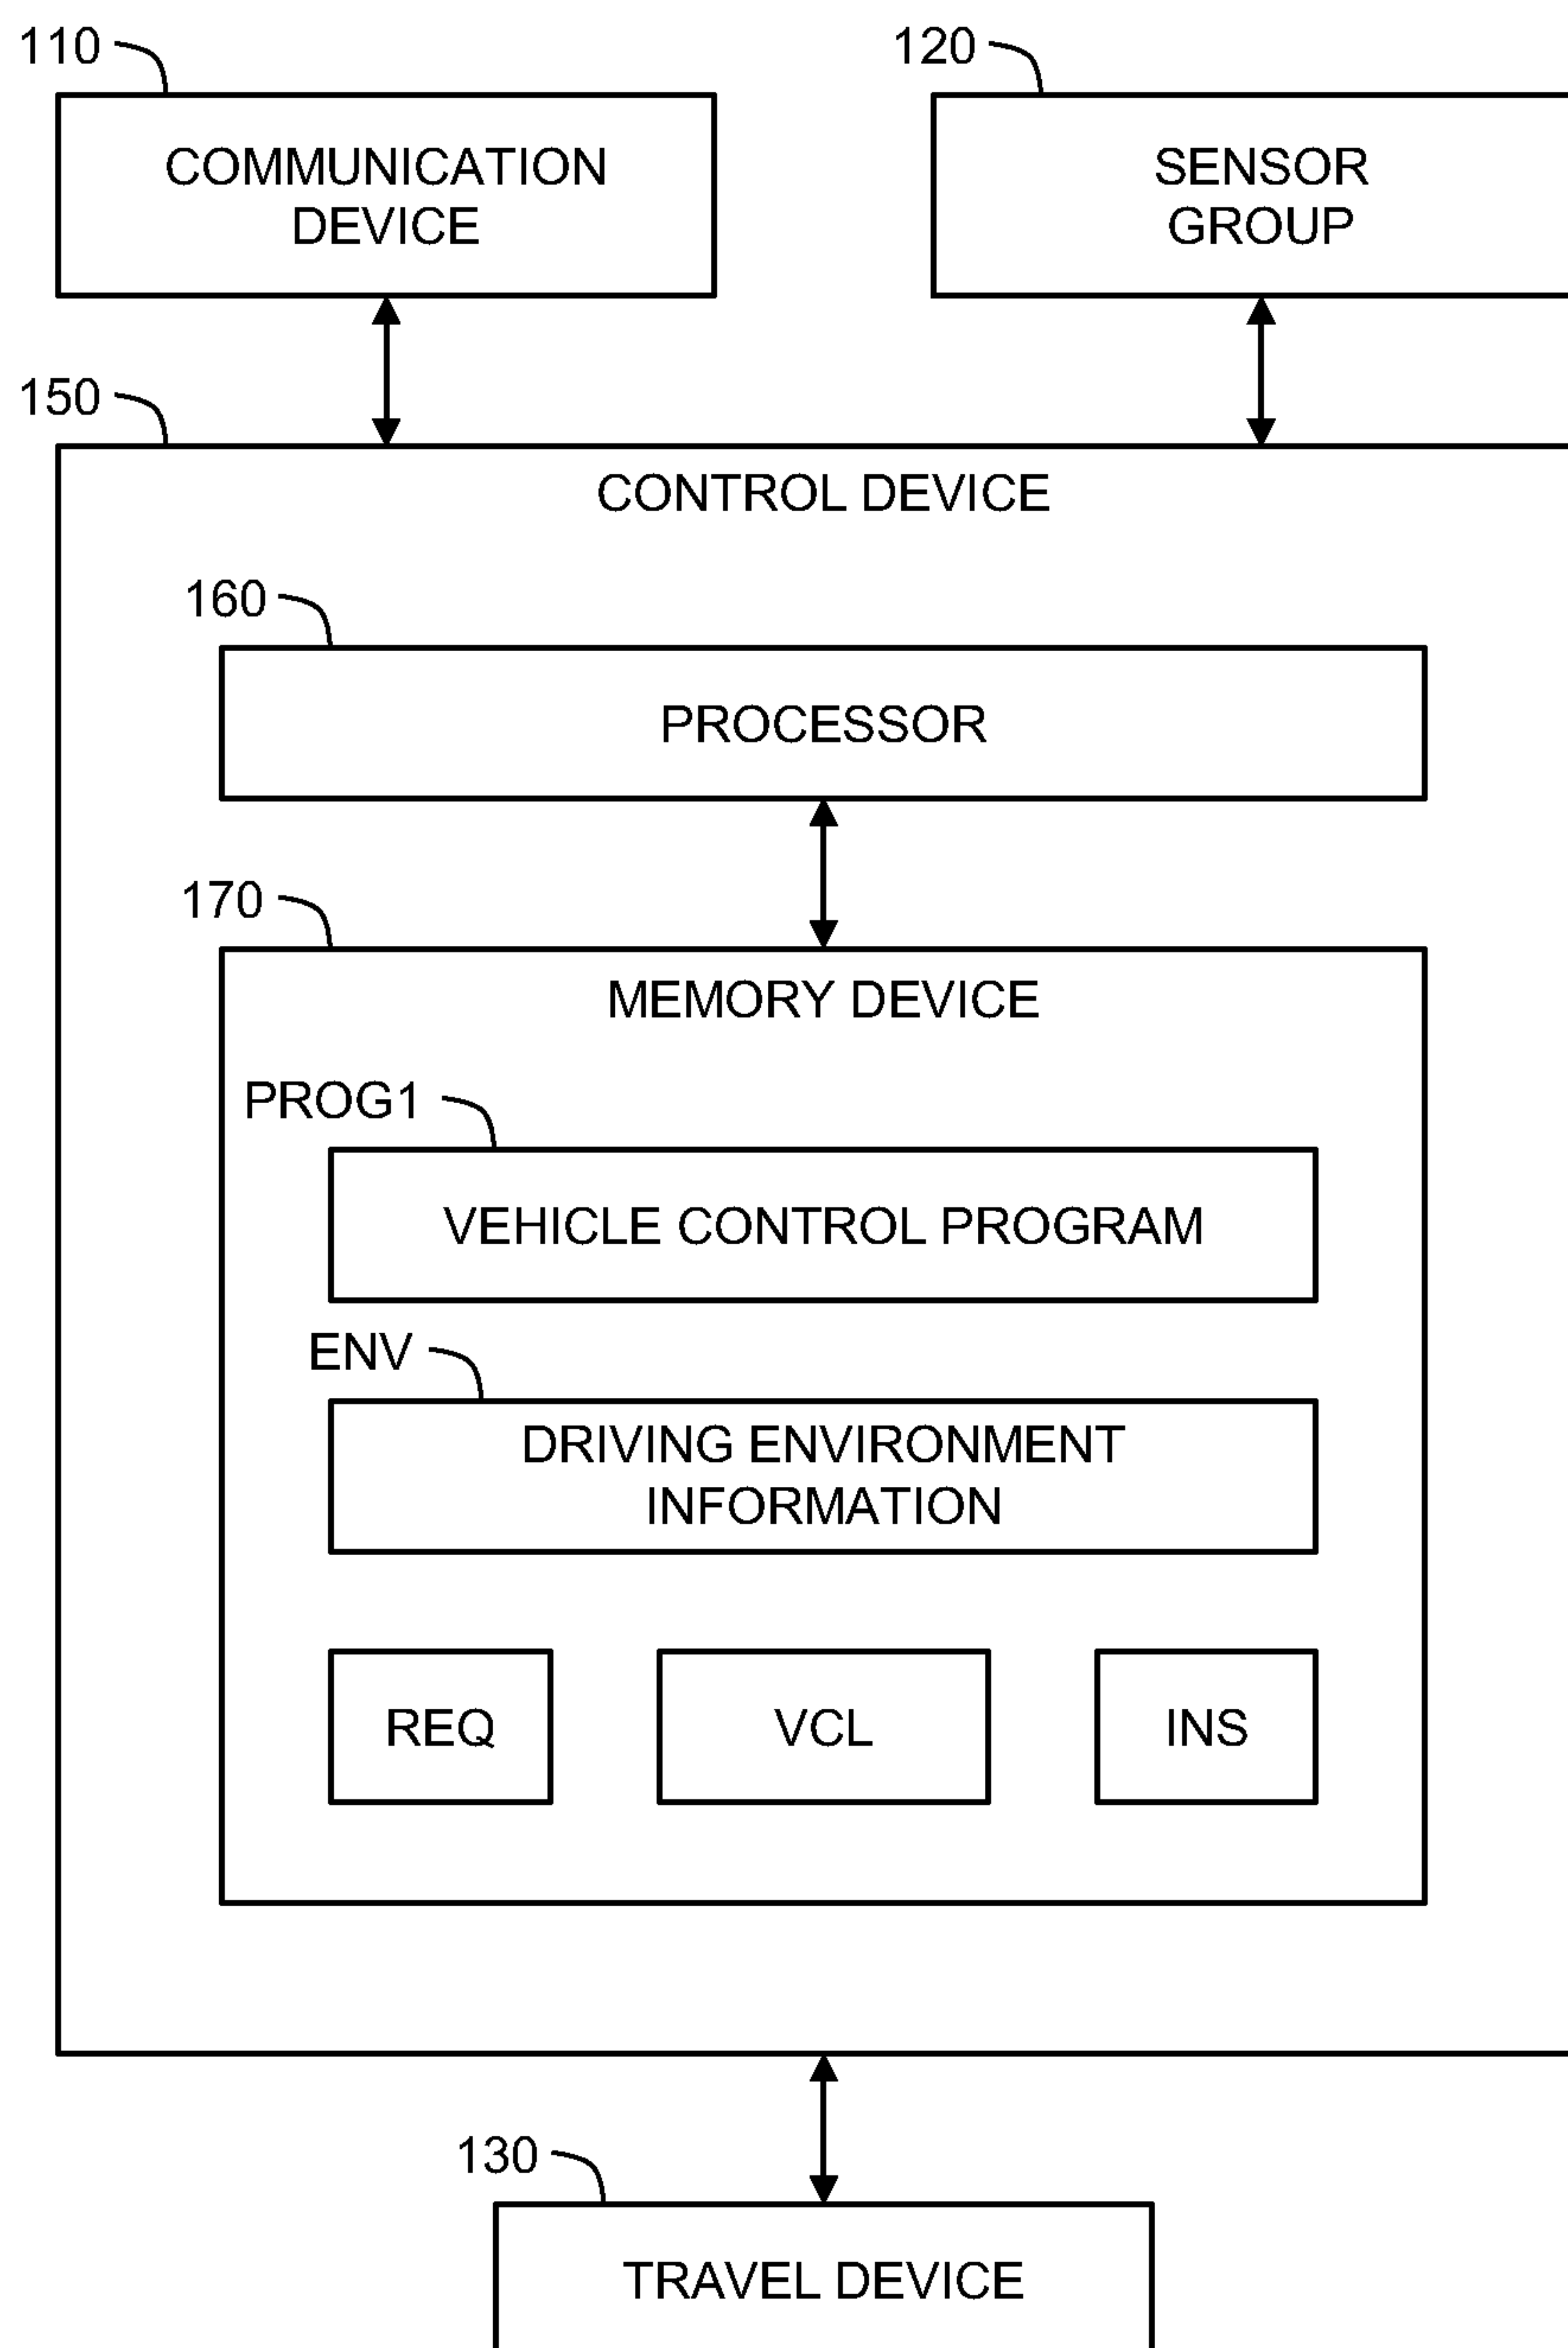 110
120
COMMUNICATION
DEVICE
SENSOR
GROUP
150
CONTROL DEVICE
160
PROCESSOR
170
MEMORY DEVICE
PROG1
VEHICLE CONTROL PROGRAM
ENV
DRIVING ENVIRONMENT
INFORMATION
REQ
VCL
INS
130
TRAVEL DEVICE